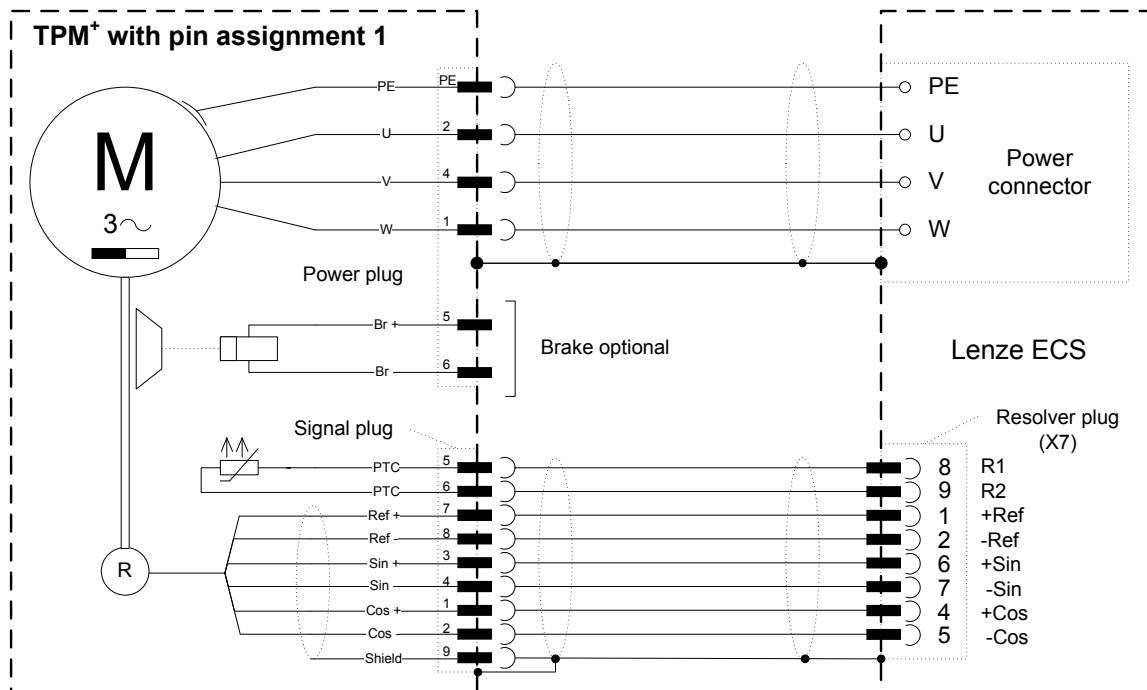 TPM+ with pin assignment 1
M
3~
PE PE PE
U 2 U
V 4 V
W 1 W
Power connector
Power plug
Br + 5
Br - 6
Brake optional
Lenze ECS
Signal plug
Resolver plug
(X7)
PTC 5 8 R1
PTC 6 9 R2
Ref + 7 1 +Ref
Ref - 8 2 -Ref
Sin + 3 6 +Sin
Sin - 4 7 -Sin
Cos + 1 4 +Cos
Cos - 2 5 -Cos
Shield 9
R